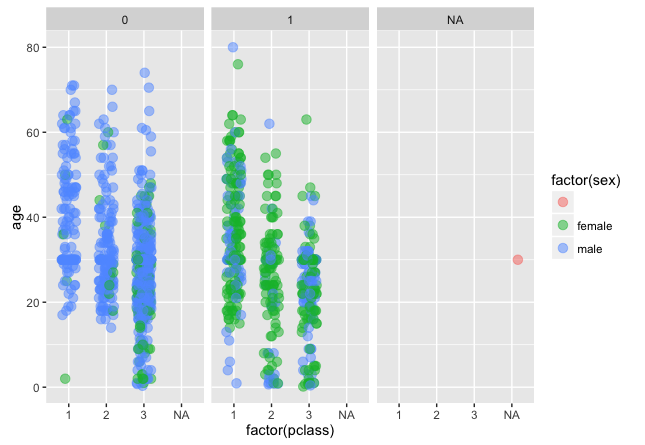 0 1 NA
80
60
40
20
0
age
1 2 3 NA 1 2 3 NA 1 2 3 NA
factor(pclass)
factor(sex)
female
male